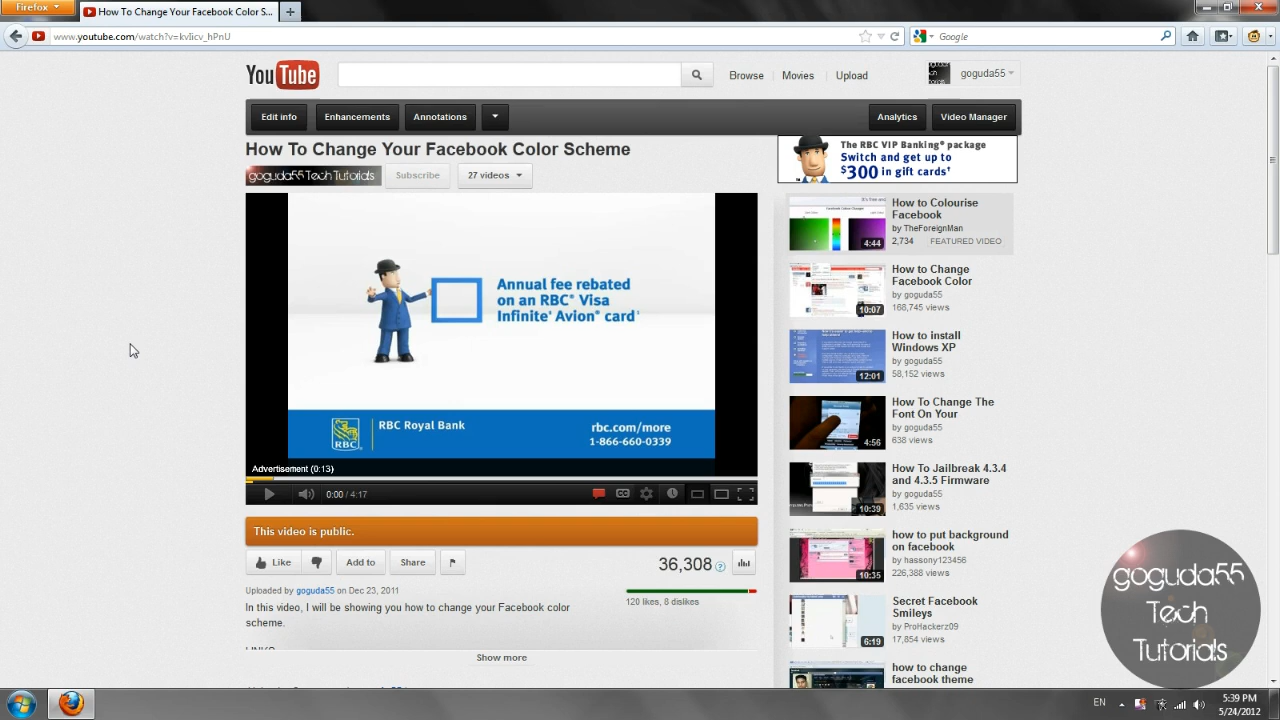 Firefox
How To Change Your Facebook Color S...
www.youtube.com/watch?v=kvlicv_hPnU
Google
YouTube
Browse
Movies
Upload
goguda55
Edit info
Enhancements
Annotations
Analytics
Video Manager
How To Change Your Facebook Color Scheme
goguda55 Tech Tutorials
Subscribe
27 videos
Annual fee rebated
on an RBC® Visa
Infinite‡ Avion® card¹
RBC
RBC Royal Bank
rbc.com/more
1-866-660-0339
Advertisement (0:13)
0:00 / 4:17
This video is public.
Like
Add to
Share
36,308
Uploaded by goguda55 on Dec 23, 2011
120 likes, 8 dislikes
In this video, I will be showing you how to change your Facebook color
scheme.
Show more
The RBC VIP Banking® package
Switch and get up to
$300 in gift cards†
How to Colourise
Facebook
by TheForeignMan
2,734 FEATURED VIDEO
4:44
How to Change
Facebook Color
by goguda55
168,745 views
10:07
How to install
Windows XP
by goguda55
58,152 views
12:01
How To Change The
Font On Your
by goguda55
638 views
4:56
How To Jailbreak 4.3.4
and 4.3.5 Firmware
by goguda55
1,635 views
10:39
how to put background
on facebook
by hassony123456
226,388 views
10:35
Secret Facebook
Smileys
by ProHackerz09
17,854 views
6:19
how to change
facebook theme
goguda55
Tech
Tutorials
EN
5:39 PM
5/24/2012